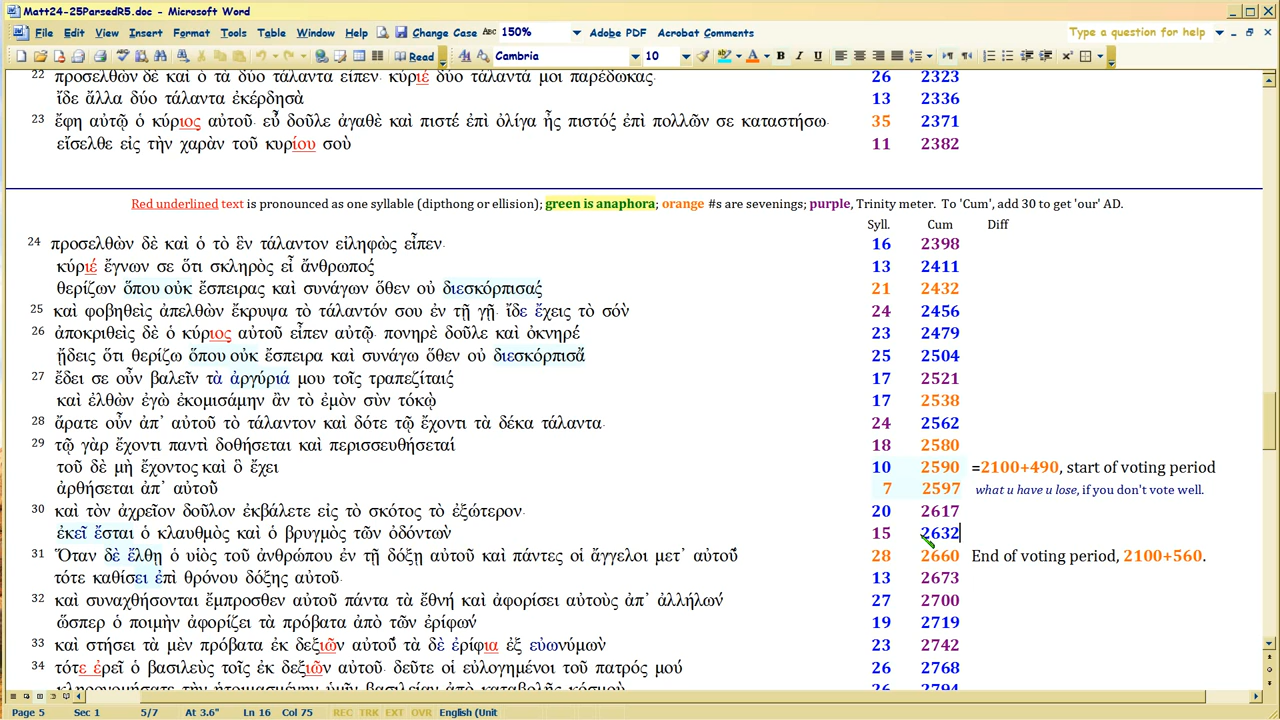 Matt24-25ParsedR5.doc - Microsoft Word
File Edit View Insert Format Tools Table Window Help Change Case 150% Adobe PDF Acrobat Comments Type a question for help
Read Cambria 10 B I U
22 προσελθὼν δὲ καὶ ὁ τὰ δύο τάλαντα εἶπεν· κύριέ δύο τάλαντά μοι παρέδωκας· 26 2323
ἴδε ἄλλα δύο τάλαντα ἐκέρδησὰ 13 2336
23 ἔφη αὐτῷ ὁ κύριος αὐτοῦ· εὖ δοῦλε ἀγαθὲ καὶ πιστέ ἐπὶ ὀλίγα ἦς πιστός ἐπὶ πολλῶν σε καταστήσω· 35 2371
εἴσελθε εἰς τὴν χαρὰν τοῦ κυρίου σοὺ 11 2382
Red underlined text is pronounced as one syllable (dipthong or ellision); green is anaphora; orange #s are sevenings; purple, Trinity meter. To 'Cum', add 30 to get 'our' AD.
Syll. Cum Diff
24 προσελθὼν δὲ καὶ ὁ τὸ ἓν τάλαντον εἰληφὼς εἶπεν· 16 2398
κύριέ ἔγνων σε ὅτι σκληρὸς εἶ ἄνθρωπός 13 2411
θερίζων ὅπου οὐκ ἔσπειρας καὶ συνάγων ὅθεν οὐ διεσκόρπισάς 21 2432
25 καὶ φοβηθεὶς ἀπελθὼν ἔκρυψα τὸ τάλαντόν σου ἐν τῇ γῇ· ἴδε ἔχεις τὸ σόν 24 2456
26 ἀποκριθεὶς δὲ ὁ κύριος αὐτοῦ εἶπεν αὐτῷ· πονηρὲ δοῦλε καὶ ὀκνηρέ 23 2479
ᾔδεις ὅτι θερίζω ὅπου οὐκ ἔσπειρα καὶ συνάγω ὅθεν οὐ διεσκόρπισᾰ 25 2504
27 ἔδει σε οὖν βαλεῖν τὰ ἀργύριά μου τοῖς τραπεζίταις 17 2521
καὶ ἐλθὼν ἐγὼ ἐκομισάμην ἂν τὸ ἐμὸν σὺν τόκῳ 17 2538
28 ἄρατε οὖν ἀπ᾽ αὐτοῦ τὸ τάλαντον καὶ δότε τῷ ἔχοντι τὰ δέκα τάλαντα· 24 2562
29 τῷ γὰρ ἔχοντι παντὶ δοθήσεται καὶ περισσευθήσεταί 18 2580
τοῦ δὲ μὴ ἔχοντος καὶ ὃ ἔχει 10 2590 =2100+490, start of voting period
ἀρθήσεται ἀπ᾽ αὐτοῦ 7 2597 what u have u lose, if you don't vote well.
30 καὶ τὸν ἀχρεῖον δοῦλον ἐκβάλετε εἰς τὸ σκότος τὸ ἐξώτερον· 20 2617
ἐκεῖ ἔσται ὁ κλαυθμὸς καὶ ὁ βρυγμὸς τῶν ὀδόντων 15 2632
31 Ὅταν δὲ ἔλθῃ ὁ υἱὸς τοῦ ἀνθρώπου ἐν τῇ δόξῃ αὐτοῦ καὶ πάντες οἱ ἄγγελοι μετ᾽ αὐτοῦ 28 2660 End of voting period, 2100+560.
τότε καθίσει ἐπὶ θρόνου δόξης αὐτοῦ· 13 2673
32 καὶ συναχθήσονται ἔμπροσθεν αὐτοῦ πάντα τὰ ἔθνή καὶ ἀφορίσει αὐτοὺς ἀπ᾽ ἀλλήλων 27 2700
ὥσπερ ὁ ποιμὴν ἀφορίζει τὰ πρόβατα ἀπὸ τῶν ἐρίφων 19 2719
33 καὶ στήσει τὰ μὲν πρόβατα ἐκ δεξιῶν αὐτοῦ τὰ δὲ ἐρίφια ἐξ εὐωνύμων 23 2742
34 τότε ἐρεῖ ὁ βασιλεὺς τοῖς ἐκ δεξιῶν αὐτοῦ· δεῦτε οἱ εὐλογημένοι τοῦ πατρός μού 26 2768
κληρονομήσατε τὴν ἡτοιμασμένην ὑμῖν βασιλείαν ἀπὸ καταβολῆς κόσμοὺ 26 2794
Page 5 Sec 1 5/7 At 3.6" Ln 16 Col 75 REC TRK EXT OVR English (Unit